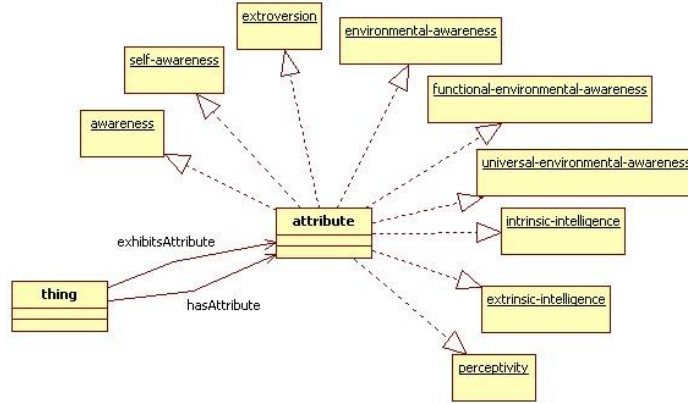 extroversion
environmental-awareness
self-awareness
functional-environmental-awareness
awareness
universal-environmental-awareness
attribute
intrinsic-intelligence
exhibitsAttribute
thing
extrinsic-intelligence
hasAttribute
perceptivity